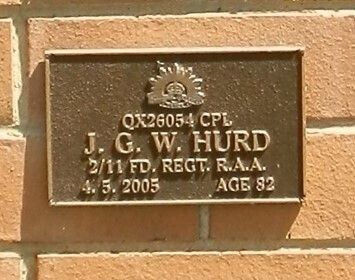 QX26054 CPL
J. G. W. HURD
2/11 FD. REGT. R.A.A.
4. 5. 2005 AGE 82